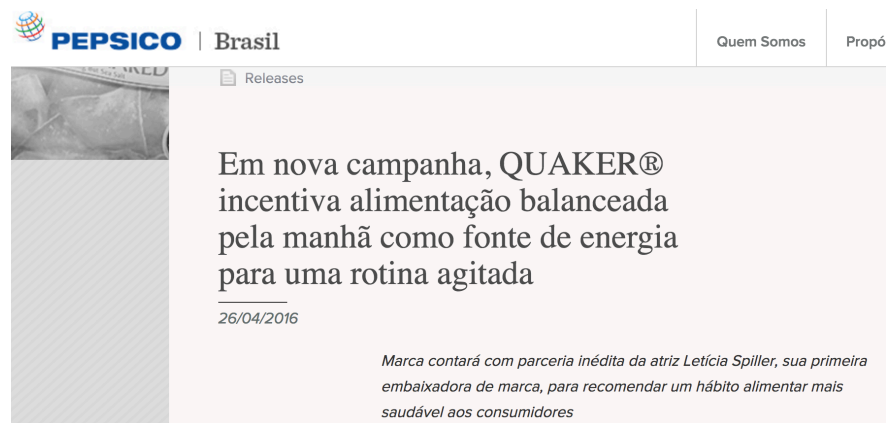 PEPSICO | Brasil
Quem Somos
Propó
Releases
Em nova campanha, QUAKER®
incentiva alimentação balanceada
pela manhã como fonte de energia
para uma rotina agitada
26/04/2016
Marca contará com parceria inédita da atriz Letícia Spiller, sua primeira
embaixadora de marca, para recomendar um hábito alimentar mais
saudável aos consumidores